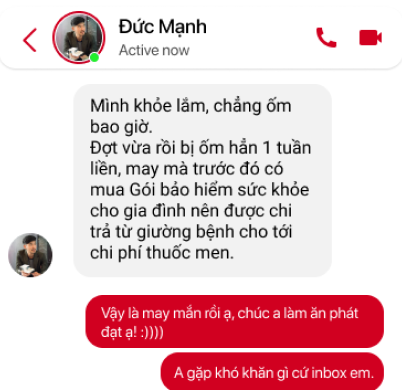 Đức Mạnh
Active now
Mình khỏe lắm, chẳng ốm
bao giờ.
Đợt vừa rồi bị ốm hẳn 1 tuần
liền, may mà trước đó có
mua Gói bảo hiểm sức khỏe
cho gia đình nên được chi
trả từ giường bệnh cho tới
chi phí thuốc men.
Vậy là may mắn rồi ạ, chúc a làm ăn phát
đạt ạ! :))))
A gặp khó khăn gì cứ inbox em.